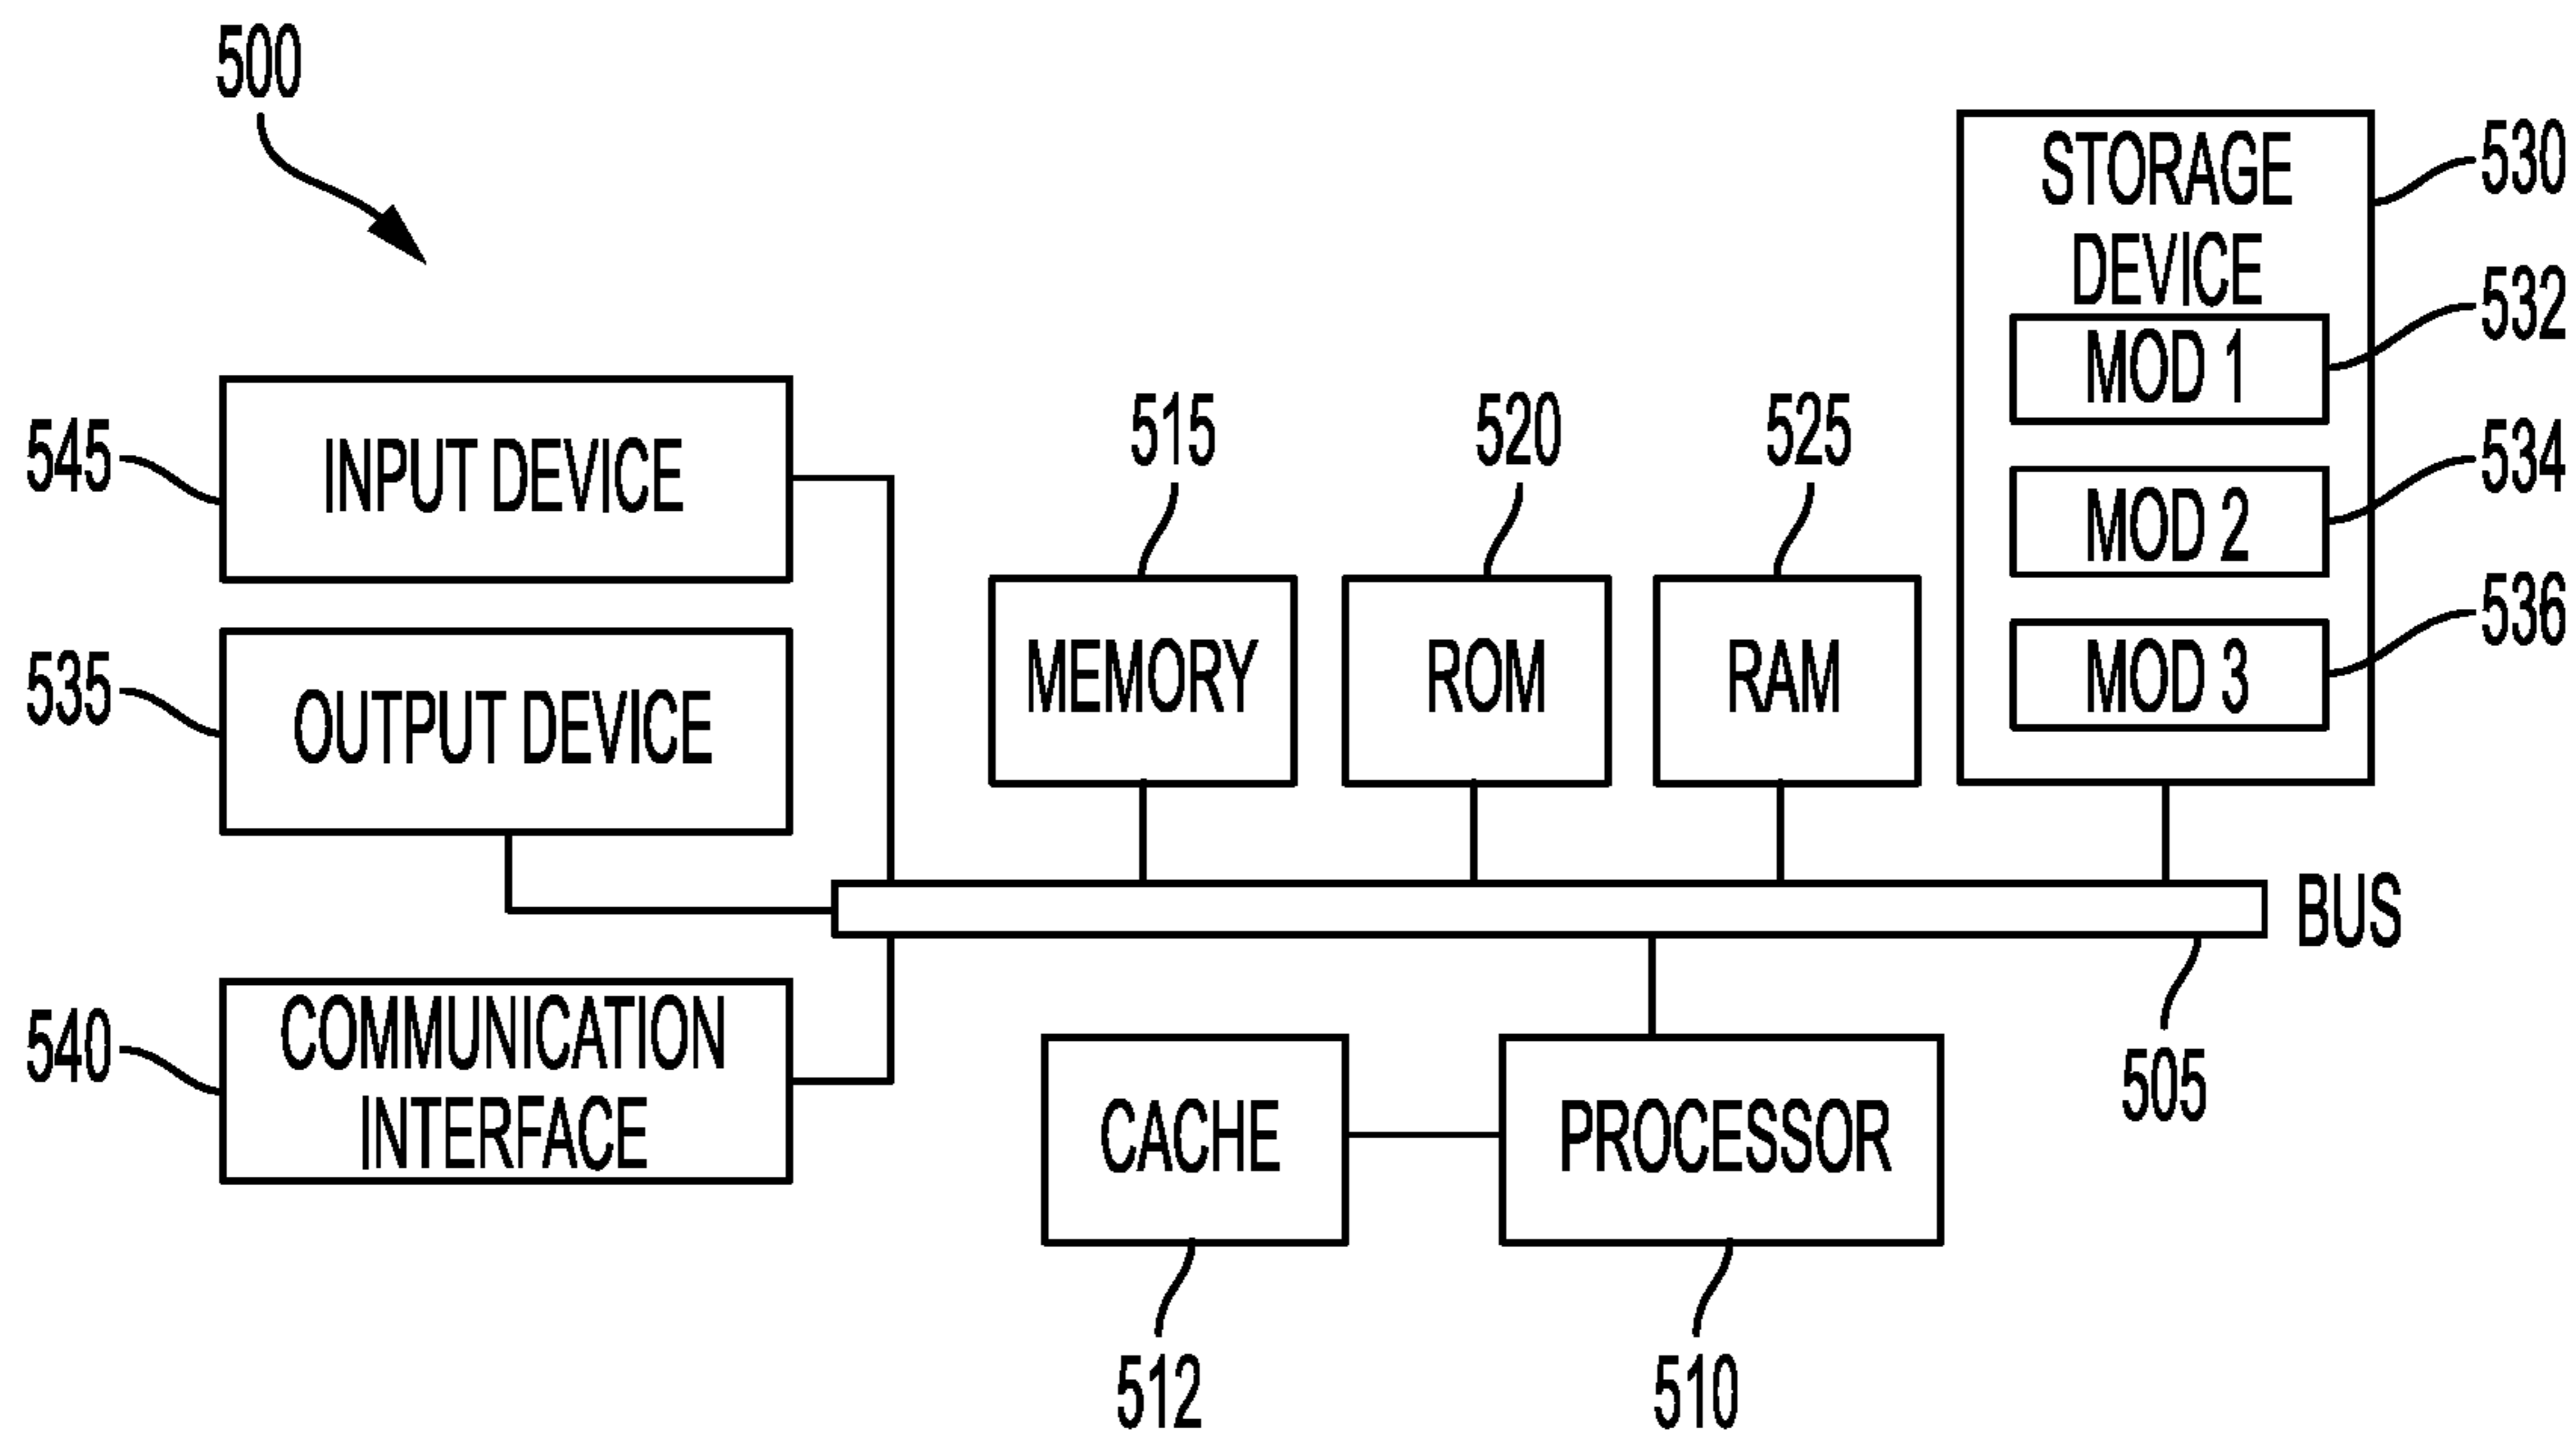 500
STORAGE
DEVICE
530
MOD 1
532
MOD 2
534
MOD 3
536
545
INPUT DEVICE
515
520
525
535
OUTPUT DEVICE
MEMORY
ROM
RAM
BUS
540
COMMUNICATION
INTERFACE
CACHE
PROCESSOR
505
512
510